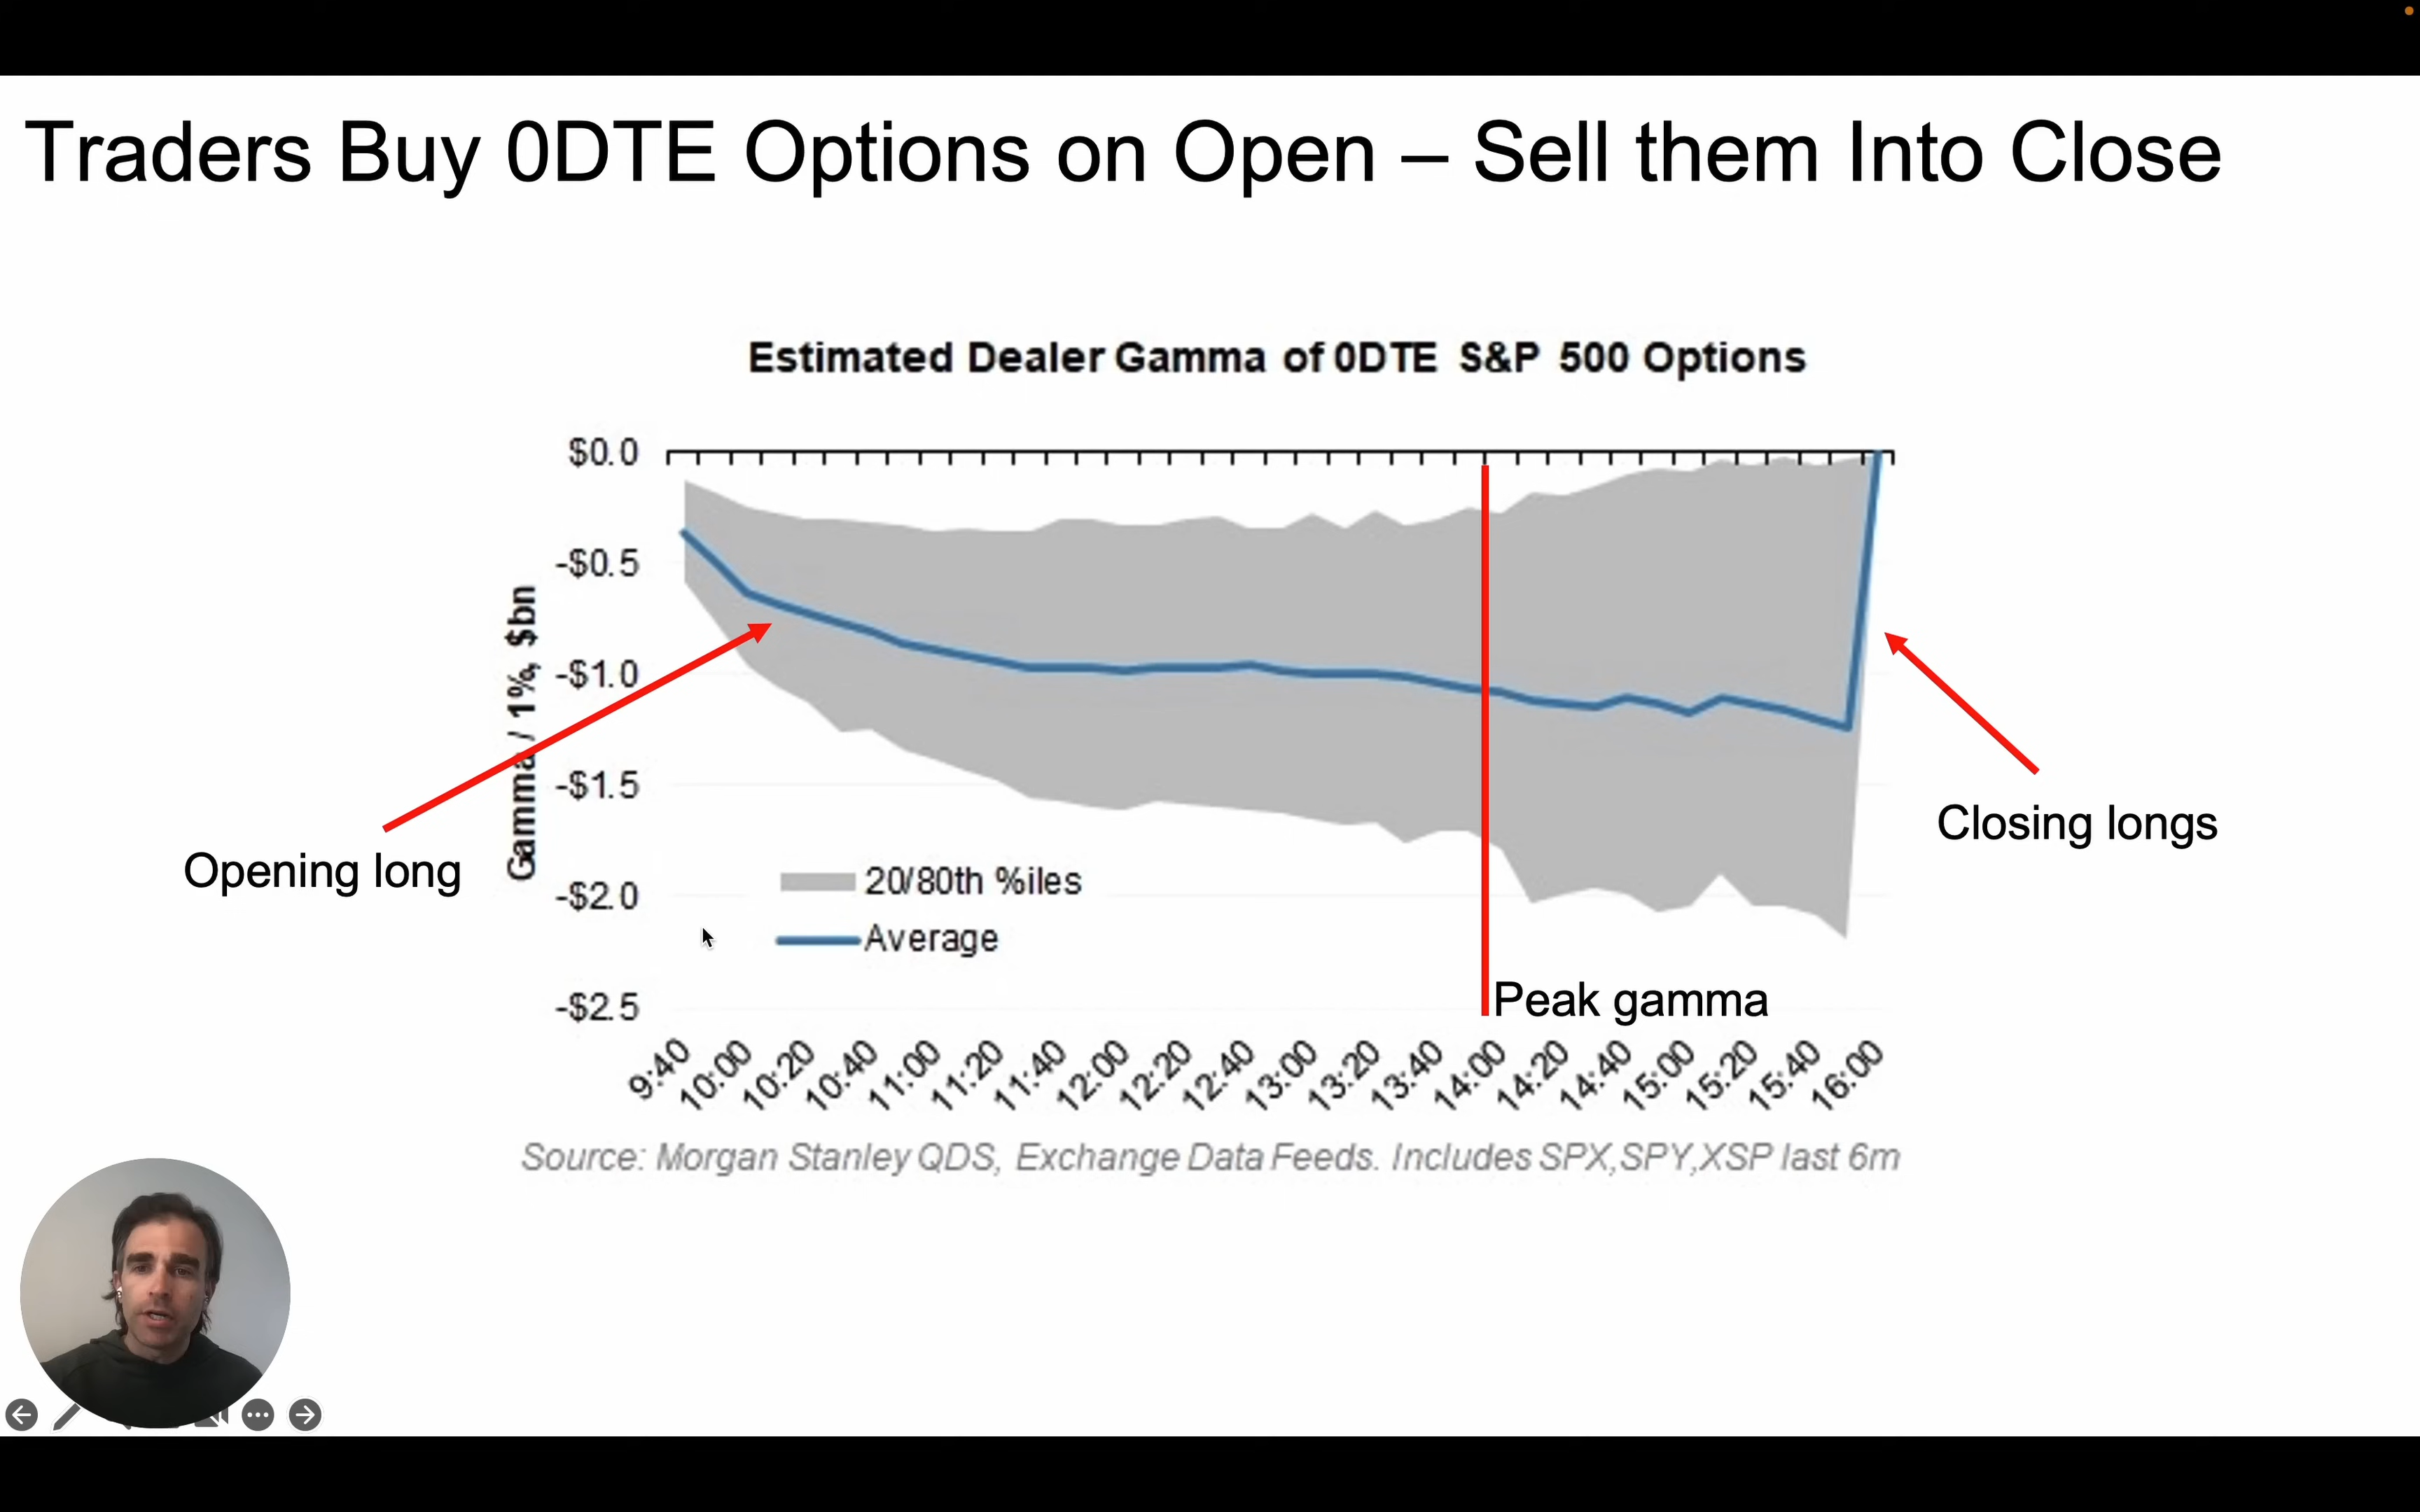 Traders Buy 0DTE Options on Open – Sell them Into Close
Estimated Dealer Gamma of 0DTE S&P 500 Options
Gamma / 1%, $bn
$0.0
-$0.5
-$1.0
-$1.5
-$2.0
-$2.5
Opening long
20/80th %iles
Average
Closing longs
Peak gamma
9:40 10:00 10:20 10:40 11:00 11:20 11:40 12:00 12:20 12:40 13:00 13:20 13:40 14:00 14:20 14:40 15:00 15:20 15:40 16:00
Source: Morgan Stanley QDS, Exchange Data Feeds. Includes SPX,SPY,XSP last 6m